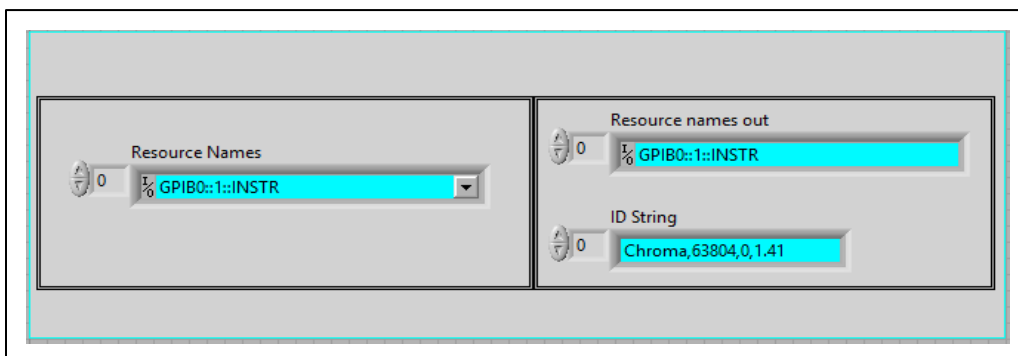 Resource Names
0
I/O GPIB0::1::INSTR
Resource names out
0
I/O GPIB0::1::INSTR
ID String
0
Chroma,63804,0,1.41